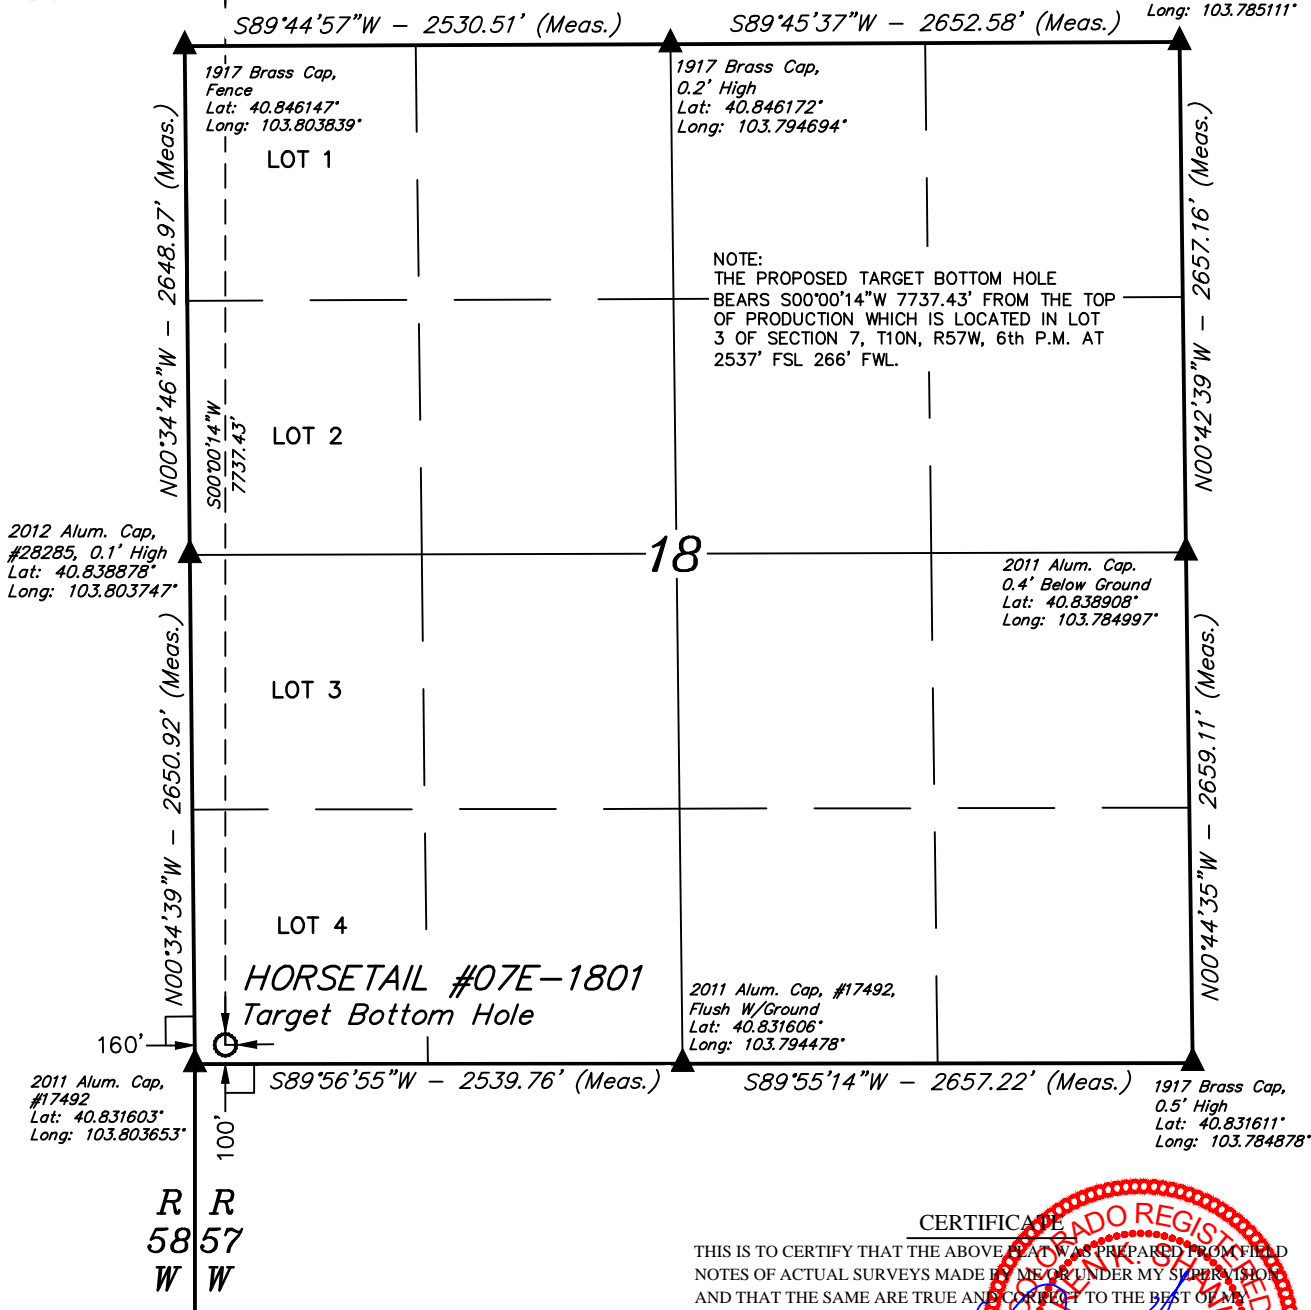 S89°44'57"W - 2530.51' (Meas.)
S89°45'37"W - 2652.58' (Meas.)
Long: 103.785111°
1917 Brass Cap,
Fence
Lat: 40.846147°
Long: 103.803839°
1917 Brass Cap,
0.2' High
Lat: 40.846172°
Long: 103.794694°
LOT 1
N00°34'46"W - 2648.97' (Meas.)
N00°42'39"W - 2657.16' (Meas.)
NOTE:
THE PROPOSED TARGET BOTTOM HOLE
BEARS S00°00'14"W 7737.43' FROM THE TOP
OF PRODUCTION WHICH IS LOCATED IN LOT
3 OF SECTION 7, T10N, R57W, 6th P.M. AT
2537' FSL 266' FWL.
S00°00'14"W
7737.43'
LOT 2
2012 Alum. Cap,
#28285, 0.1' High
Lat: 40.838878°
Long: 103.803747°
18
2011 Alum. Cap.
0.4' Below Ground
Lat: 40.838908°
Long: 103.784997°
LOT 3
N00°34'39"W - 2650.92' (Meas.)
N00°44'35"W - 2659.11' (Meas.)
LOT 4
HORSETAIL #07E-1801
Target Bottom Hole
160'
2011 Alum. Cap, #17492,
Flush W/Ground
Lat: 40.831606°
Long: 103.794478°
2011 Alum. Cap,
#17492
Lat: 40.831603°
Long: 103.803653°
100'
S89°56'55"W - 2539.76' (Meas.)
S89°55'14"W - 2657.22' (Meas.)
1917 Brass Cap,
0.5' High
Lat: 40.831611°
Long: 103.784878°
R R
58 57
W W
CERTIFICATE
THIS IS TO CERTIFY THAT THE ABOVE PLAT WAS PREPARED FROM FIELD
NOTES OF ACTUAL SURVEYS MADE BY ME OR UNDER MY SUPERVISION
AND THAT THE SAME ARE TRUE AND CORRECT TO THE BEST OF MY
COLORADO REGISTERED